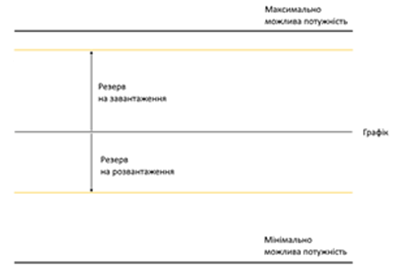 Максимально
можлива потужність
Резерв
на завантаження
Графік
Резерв
на розвантаження
Мінімально
можлива потужність